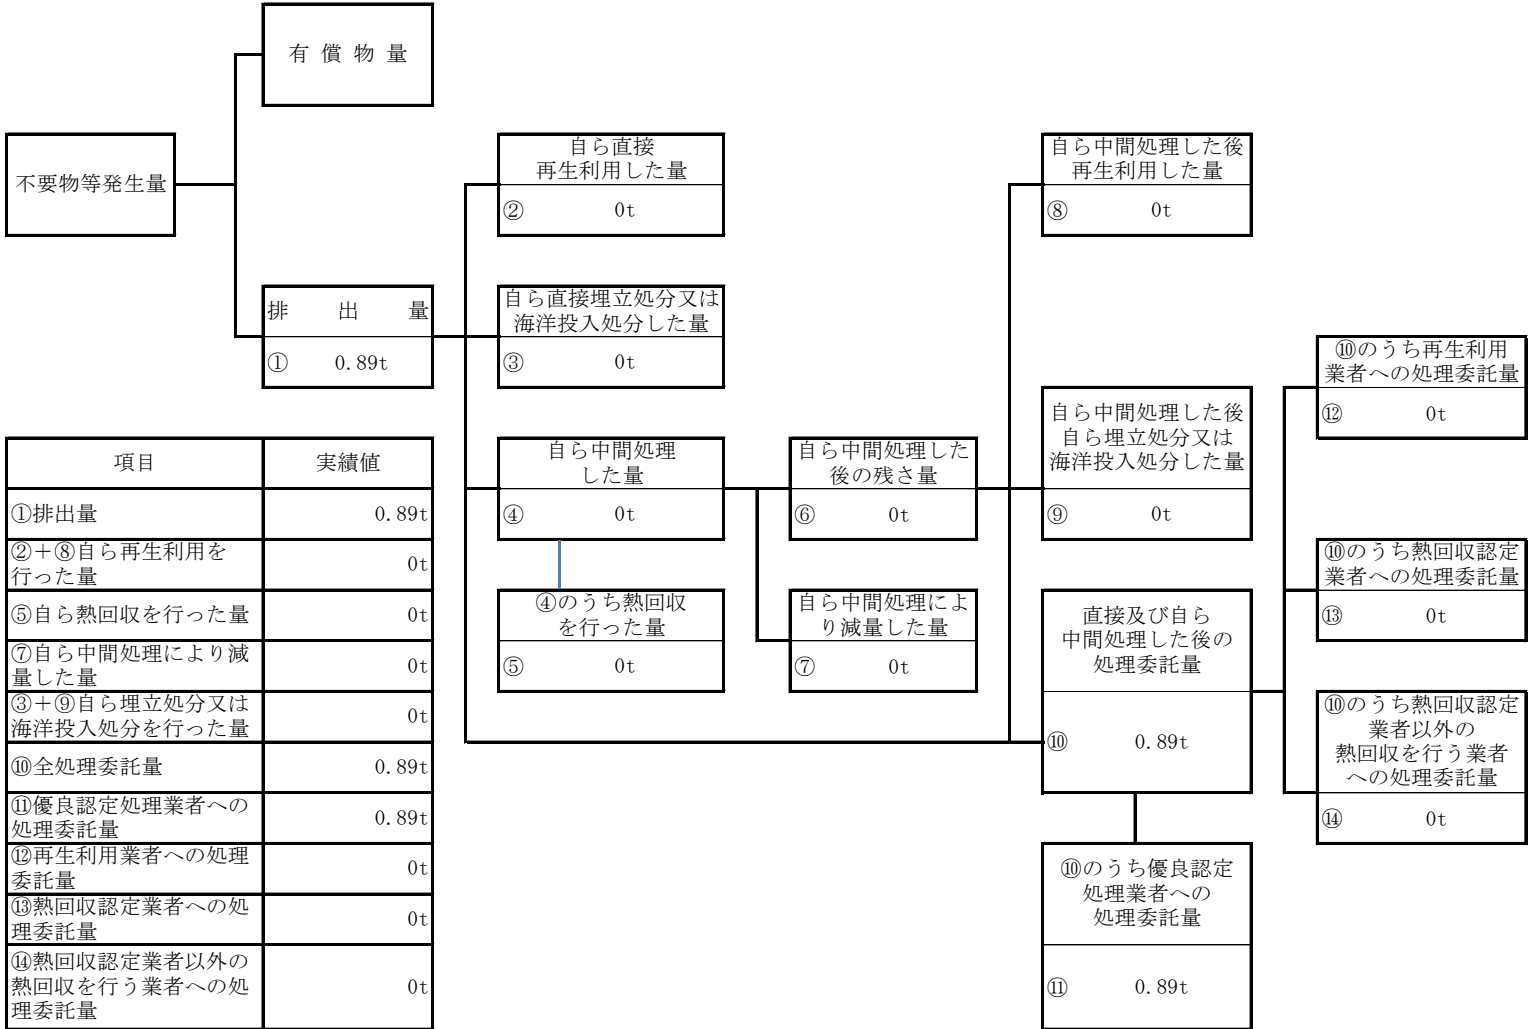 有 償 物 量
不要物等発生量
自ら直接
再生利用した量
② 0t
自ら中間処理した後
再生利用した量
⑧ 0t
排 出 量
① 0.89t
自ら直接埋立処分又は
海洋投入処分した量
③ 0t
⑩のうち再生利用
業者への処理委託量
⑫ 0t
自ら中間処理
した量
④ 0t
自ら中間処理した
後の残さ量
⑥ 0t
自ら中間処理した後
自ら埋立処分又は
海洋投入処分した量
⑨ 0t
⑩のうち熱回収認定
業者への処理委託量
⑬ 0t
④のうち熱回収
を行った量
⑤ 0t
自ら中間処理によ
り減量した量
⑦ 0t
直接及び自ら
中間処理した後の
処理委託量
⑩ 0.89t
⑩のうち熱回収認定
業者以外の
熱回収を行う業者
への処理委託量
⑭ 0t
⑩のうち優良認定
処理業者への
処理委託量
⑪ 0.89t
項目 実績値
①排出量 0.89t
②＋⑧自ら再生利用を
行った量 0t
⑤自ら熱回収を行った量 0t
⑦自ら中間処理により減
量した量 0t
③＋⑨自ら埋立処分又は
海洋投入処分を行った量 0t
⑩全処理委託量 0.89t
⑪優良認定処理業者への
処理委託量 0.89t
⑫再生利用業者への処理
委託量 0t
⑬熱回収認定業者への処
理委託量 0t
⑭熱回収認定業者以外の
熱回収を行う業者への処
理委託量 0t